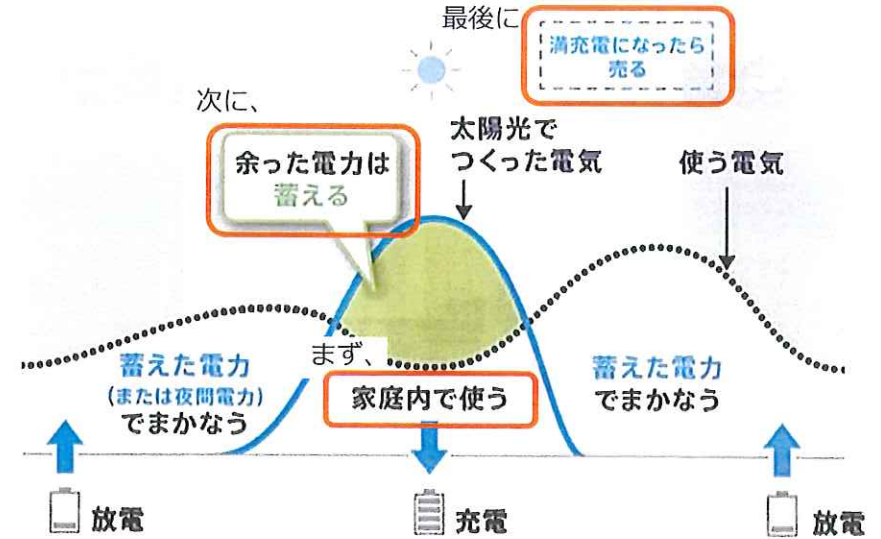 最後に
満充電になったら
売る
次に、
余った電力は
蓄える
太陽光で
つくった電気
使う電気
まず、
家庭内で使う
蓄えた電力
(または夜間電力)
でまかなう
蓄えた電力
でまかなう
放電
充電
放電